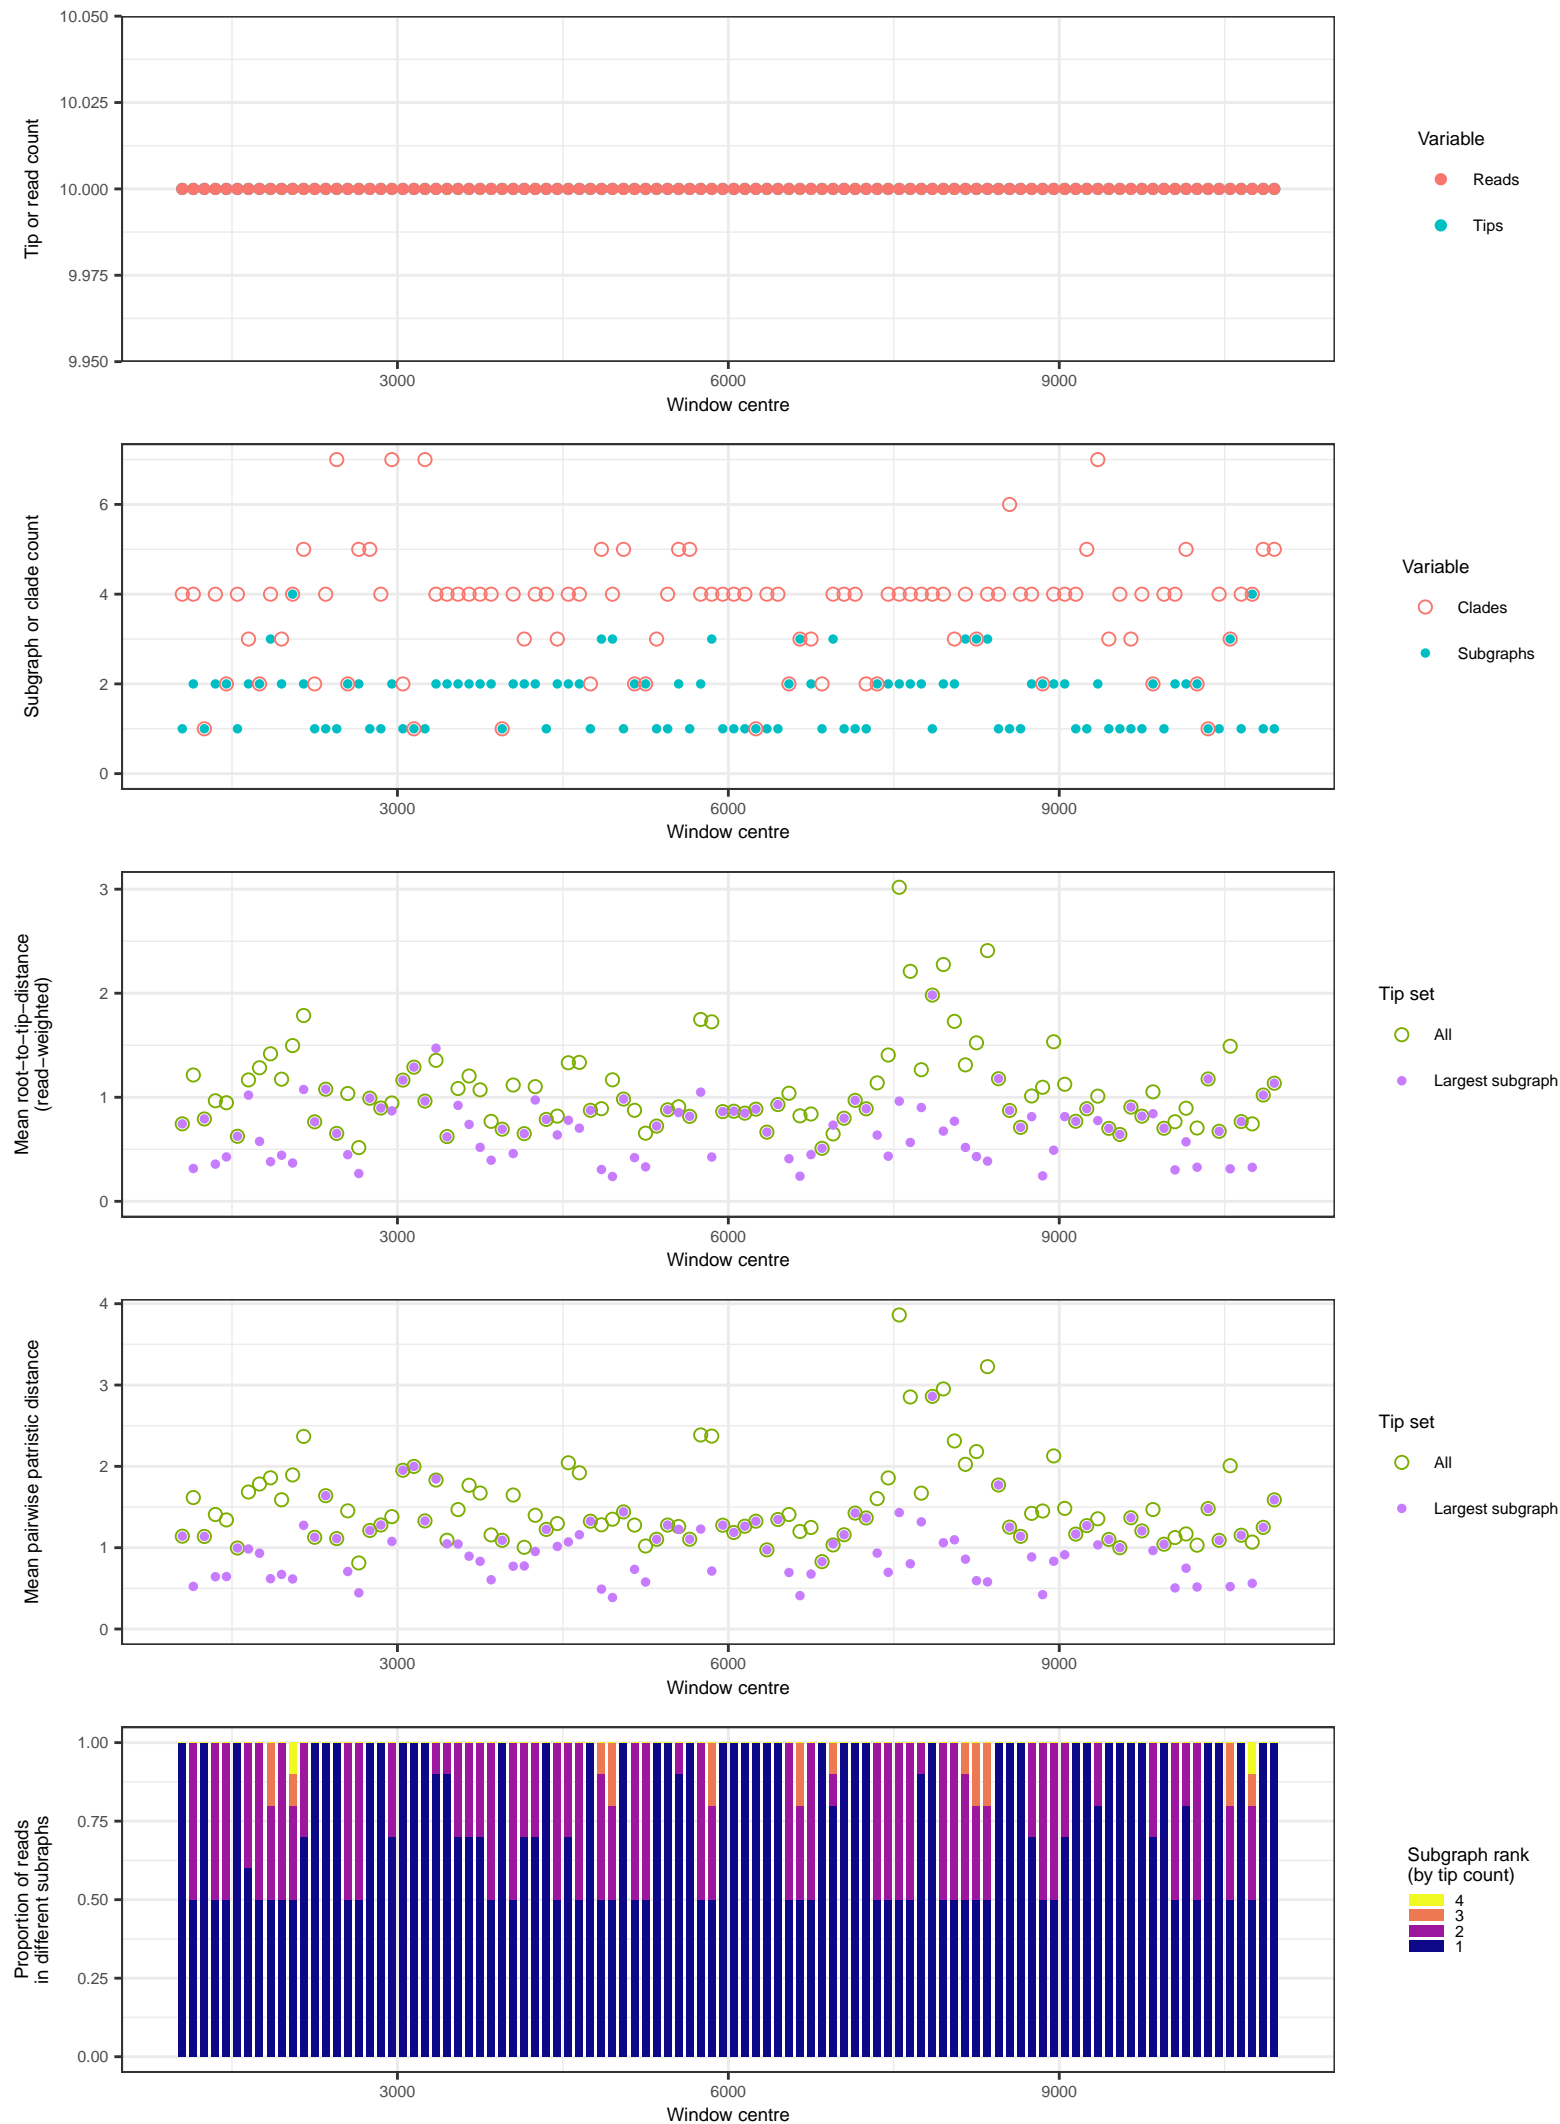 10.050
10.025
10.000
9.975
9.950
Tip or read count
3000 6000 9000
Window centre
Variable
Reads
Tips
6
4
2
0
Subgraph or clade count
3000 6000 9000
Window centre
Variable
Clades
Subgraphs
3
2
1
0
Mean root−to−tip−distance
(read−weighted)
3000 6000 9000
Window centre
Tip set
All
Largest subgraph
4
3
2
1
0
Mean pairwise patristic distance
3000 6000 9000
Window centre
Tip set
All
Largest subgraph
1.00
0.75
0.50
0.25
0.00
Proportion of reads
in different subraphs
3000 6000 9000
Window centre
Subgraph rank
(by tip count)
4
3
2
1